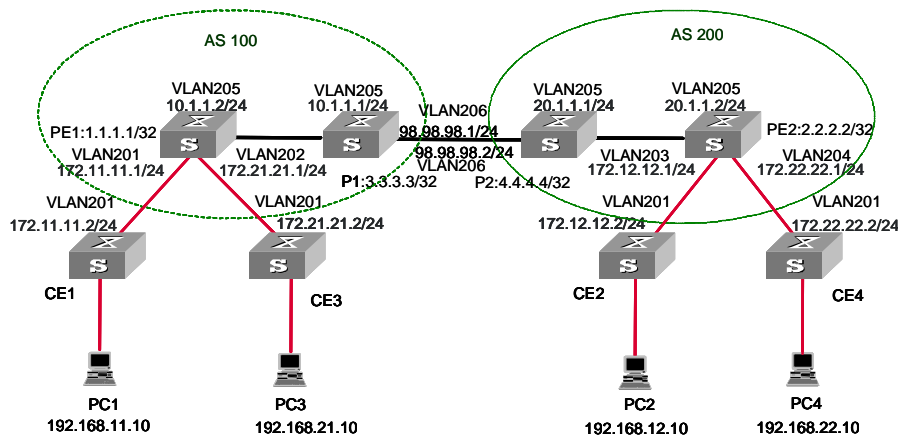 AS 100
AS 200
VLAN205
10.1.1.2/24
VLAN205
10.1.1.1/24
VLAN206
98.98.98.1/24
98.98.98.2/24
VLAN206
VLAN205
20.1.1.1/24
VLAN205
20.1.1.2/24
PE1:1.1.1.1/32
PE2:2.2.2.2/32
S
S
S
S
VLAN201
172.11.11.1/24
VLAN202
172.21.21.1/24
P1:3.3.3.3/32
P2:4.4.4.4/32
VLAN203
172.12.12.1/24
VLAN204
172.22.22.1/24
VLAN201
172.11.11.2/24
VLAN201
172.21.21.2/24
VLAN201
172.12.12.2/24
VLAN201
172.22.22.2/24
S
S
S
S
CE1
CE3
CE2
CE4
PC1
192.168.11.10
PC3
192.168.21.10
PC2
192.168.12.10
PC4
192.168.22.10